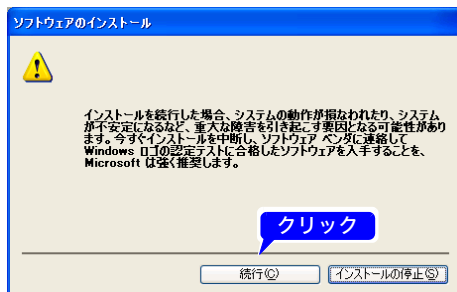 ソフトウェアのインストール
インストールを続行した場合、システムの動作が損なわれたり、システム
が不安定になるなど、重大な障害を引き起こす要因となる可能性があり
ます。今すぐインストールを中断し、ソフトウェア ベンダに連絡して
Windows ロゴの認定テストに合格したソフトウェアを入手することを、
Microsoft は強く推奨します。
クリック
続行(C)
インストールの停止(S)